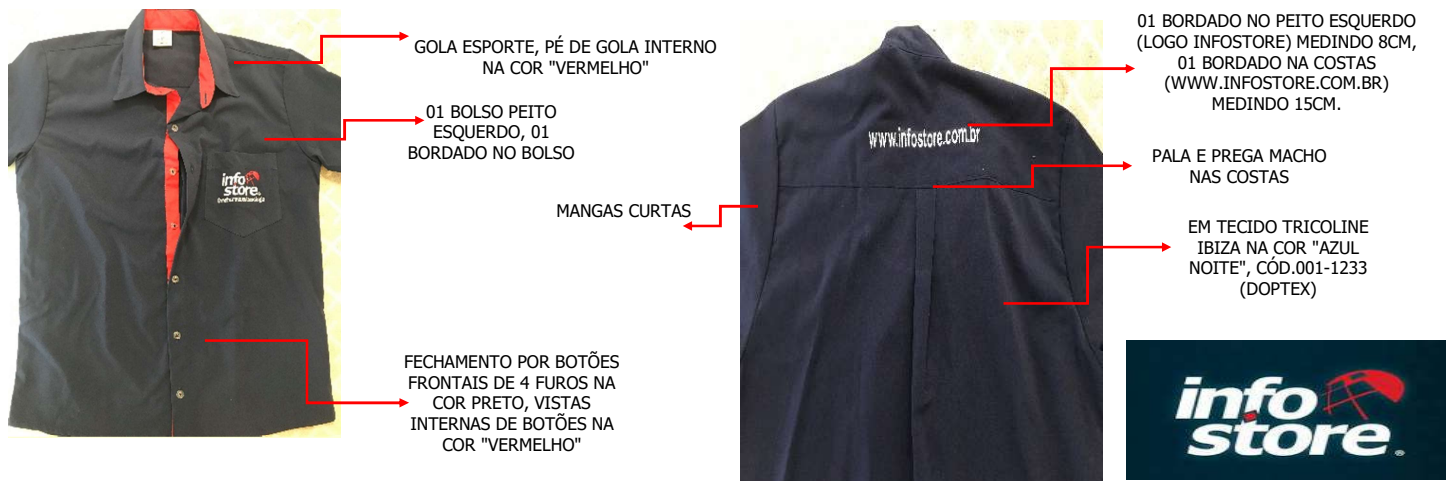 GOLA ESPORTE, PÉ DE GOLA INTERNO
NA COR "VERMELHO"
01 BOLSO PEITO
ESQUERDO, 01
BORDADO NO BOLSO
info
store
FECHAMENTO POR BOTÕES
FRONTAIS DE 4 FUROS NA
COR PRETO, VISTAS
INTERNAS DE BOTÕES NA
COR "VERMELHO"
MANGAS CURTAS
www.infostore.com.br
01 BORDADO NO PEITO ESQUERDO
(LOGO INFOSTORE) MEDINDO 8CM,
01 BORDADO NA COSTAS
(WWW.INFOSTORE.COM.BR)
MEDINDO 15CM.
PALA E PREGA MACHO
NAS COSTAS
EM TECIDO TRICOLINE
IBIZA NA COR "AZUL
NOITE", CÓD.001-1233
(DOPTEX)
info
store